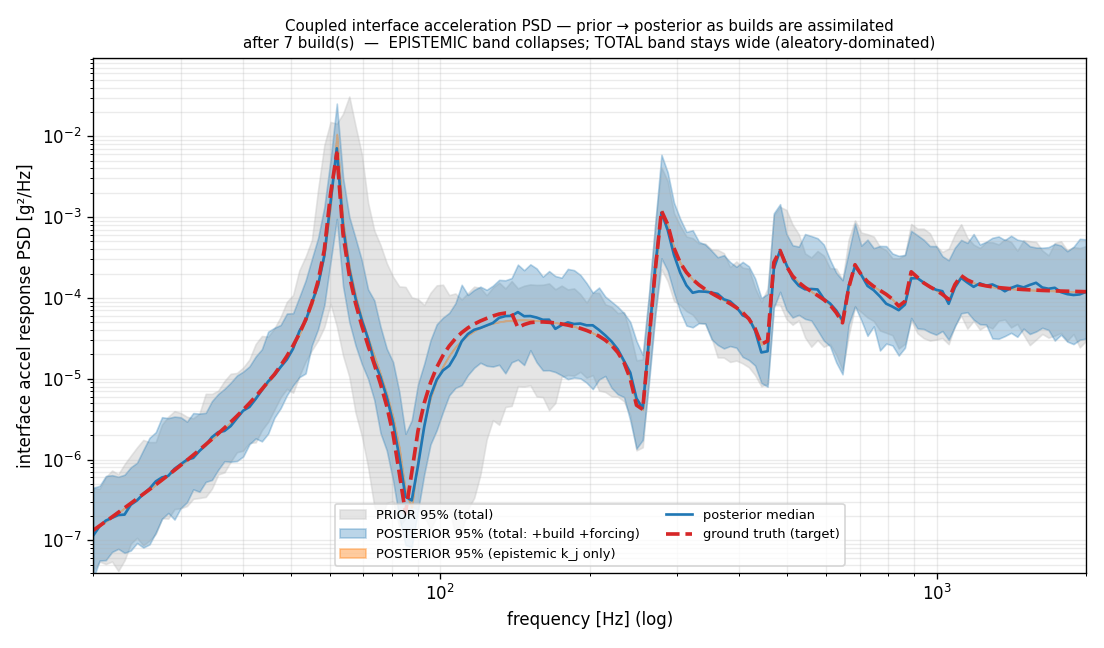 Coupled interface acceleration PSD — prior → posterior as builds are assimilated
after 7 build(s)  —  EPISTEMIC band collapses; TOTAL band stays wide (aleatory-dominated)
interface accel response PSD [g²/Hz]
10⁻²
10⁻³
10⁻⁴
10⁻⁵
10⁻⁶
10⁻⁷
PRIOR 95% (total)
POSTERIOR 95% (total: +build +forcing)
POSTERIOR 95% (epistemic k_j only)
posterior median
ground truth (target)
10²
10³
frequency [Hz] (log)